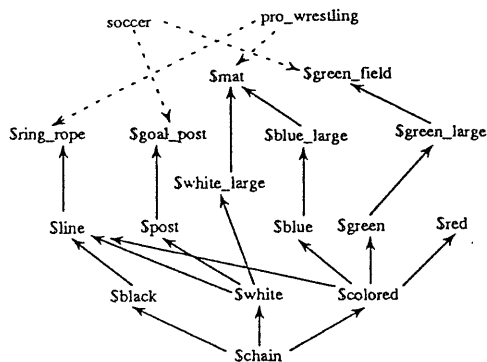 soccer pro_wrestling
$mat $green_field
$ring_rope $goal_post $blue_large $green_large
$white_large
$line $post $blue $green $red
$black $white $colored
$chain